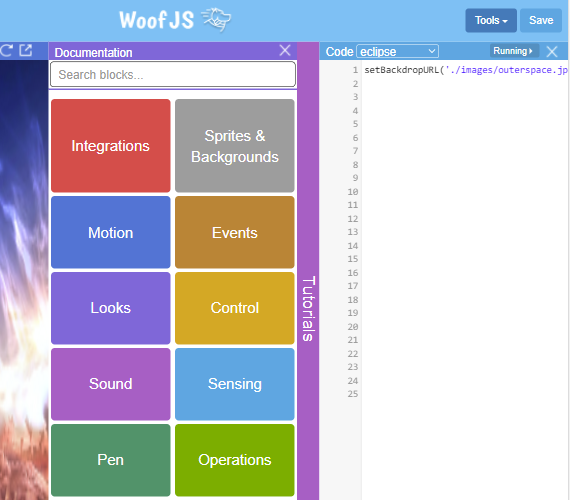 WoofJS
Tools
Save
Documentation
Code
eclipse
Running
Search blocks...
Integrations
Sprites &
Backgrounds
Motion
Events
Looks
Control
Sound
Sensing
Pen
Operations
Tutorials
1
setBackdropURL('./images/outerspace.jp
2
3
4
5
6
7
8
9
10
11
12
13
14
15
16
17
18
19
20
21
22
23
24
25